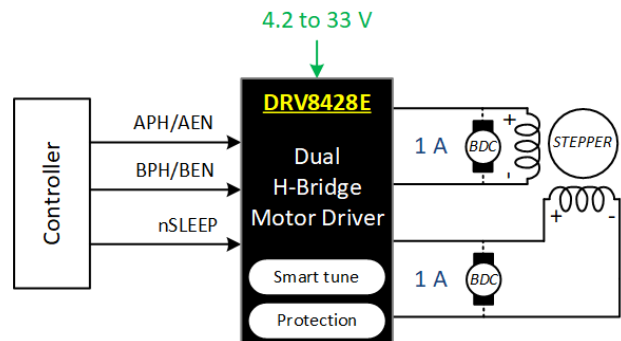 4.2 to 33 V
DRV8428E
Dual
H-Bridge
Motor Driver
Smart tune
Protection
Controller
APH/AEN
BPH/BEN
nSLEEP
1 A
BDC
+
-
STEPPER
+ -
1 A
BDC